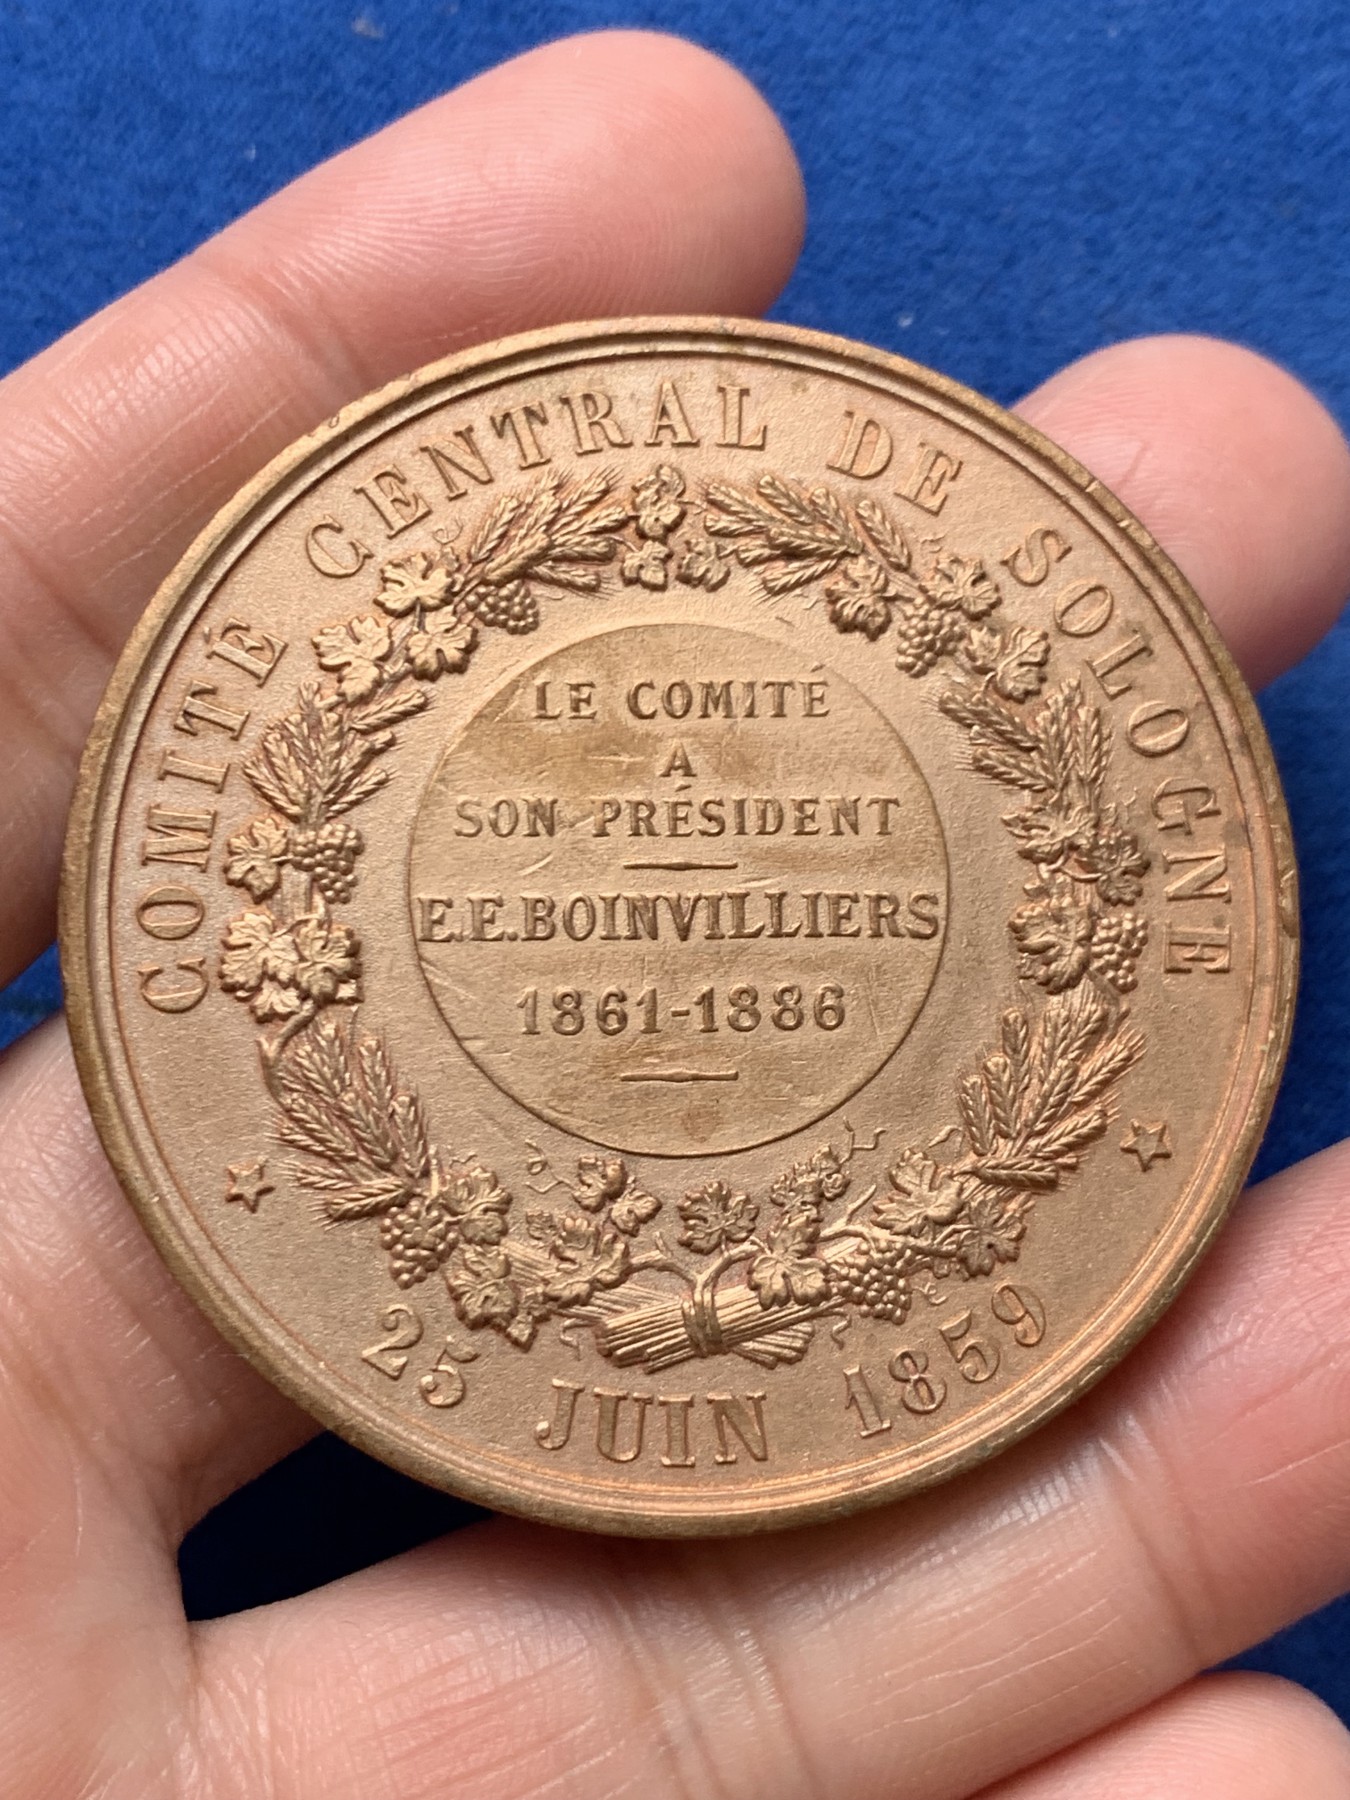 COMITÉ CENTRAL DE SOLOGNE
LE COMITÉ
A
SON PRÉSIDENT
E.E.BOINVILLIERS
1861-1886
25 JUIN 1859